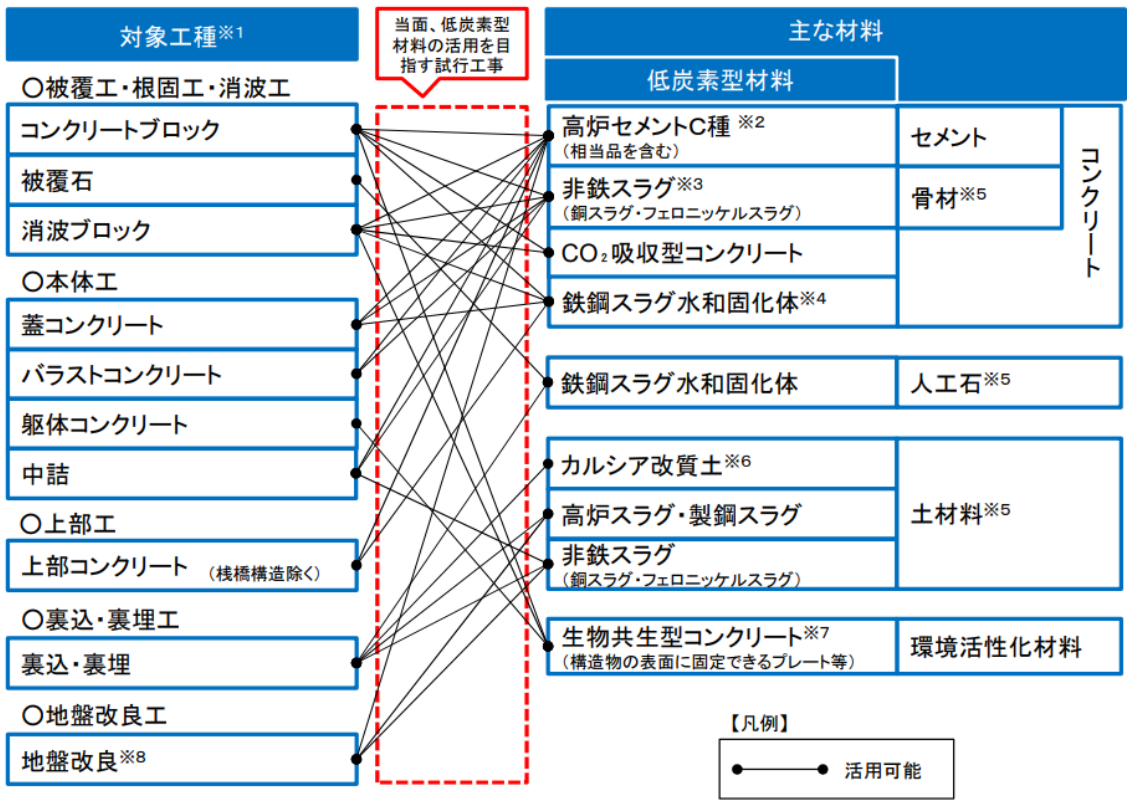 対象工種※1
当面、低炭素型
材料の活用を目
指す試行工事
主な材料
低炭素型材料
〇被覆工・根固工・消波工
コンクリートブロック
被覆石
消波ブロック
〇本体工
蓋コンクリート
バラストコンクリート
躯体コンクリート
中詰
〇上部工
上部コンクリート (桟橋構造除く)
〇裏込・裏埋工
裏込・裏埋
〇地盤改良工
地盤改良※8
高炉セメントC種 ※2
(相当品を含む)
セメント
非鉄スラグ※3
(銅スラグ・フェロニッケルスラグ)
骨材※5
CO₂吸収型コンクリート
鉄鋼スラグ水和固化体※4
コンクリート
鉄鋼スラグ水和固化体
人工石※5
カルシア改質土※6
高炉スラグ・製鋼スラグ
非鉄スラグ
(銅スラグ・フェロニッケルスラグ)
土材料※5
生物共生型コンクリート※7
(構造物の表面に固定できるプレート等)
環境活性化材料
【凡例】
活用可能